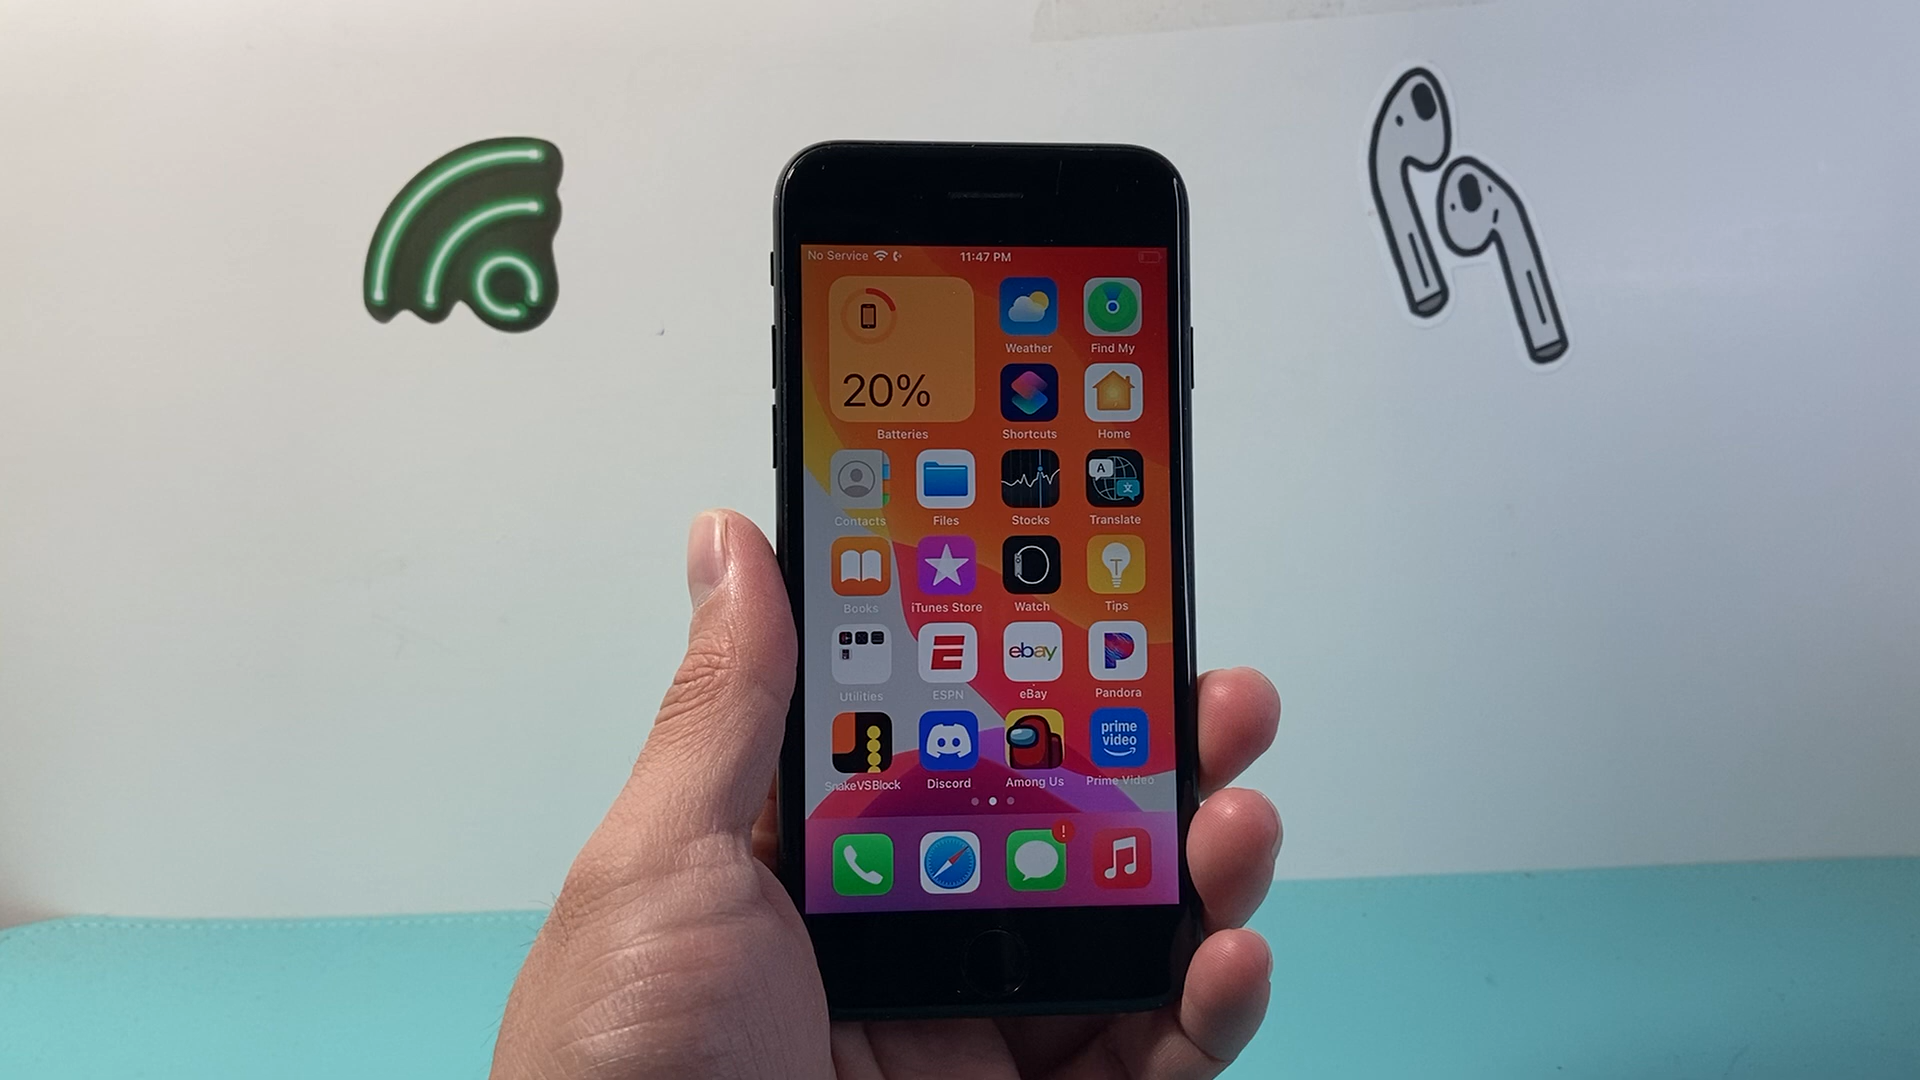 No Service 11:47 PM
20%
Batteries
Weather
Find My
Shortcuts
Home
Contacts
Files
Stocks
A
文
Translate
Books
iTunes Store
Watch
Tips
Utilities
E
ESPN
ebay
eBay
P
Pandora
SnakeVSBlock
Discord
Among Us
prime
video
Prime Video
!